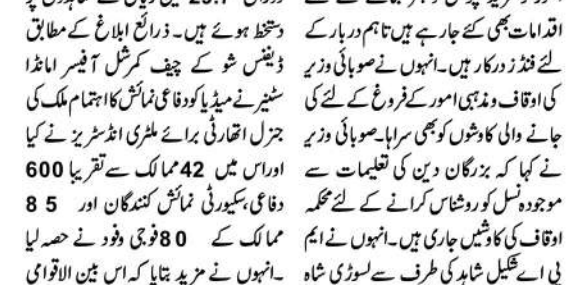 اقدامات بھی کئے جارہے ہیں تاہم دربار کے
لئے فنڈز درکار ہیں۔انہوں نے صوبائی وزیر
کی اوقاف و مذہبی امور کے فروغ کے لئے کی
جانے والی کاوشوں کو بھی سراہا۔صوبائی وزیر
نے کہا کہ بزرگان دین کی تعلیمات سے
موجودہ نسل کو روشناس کرانے کے لئے محکمہ
اوقاف کی کاوشیں جاری ہیں۔انہوں نے ایم
پی اے شکیل شاہد کی طرف سے لسوڑی شاہ
دستخط ہوئے ہیں۔ ذرائع ابلاغ کے مطابق
ڈیفنس شو کے چیف کمرشل آفیسر امانڈا
سٹینر نے میڈیا کو دفاعی نمائش کا اہتمام ملک کی
جنرل اتھارٹی برائے ملٹری انڈسٹریز نے کیا
اور اس میں 42 ممالک سے تقریبا 600
دفاعی،سکیورٹی نمائش کنندگان اور 5 8
ممالک کے 80 فوجی وفود نے حصہ لیا
۔انہوں نے مزید بتایا کہ اس بین الاقوامی